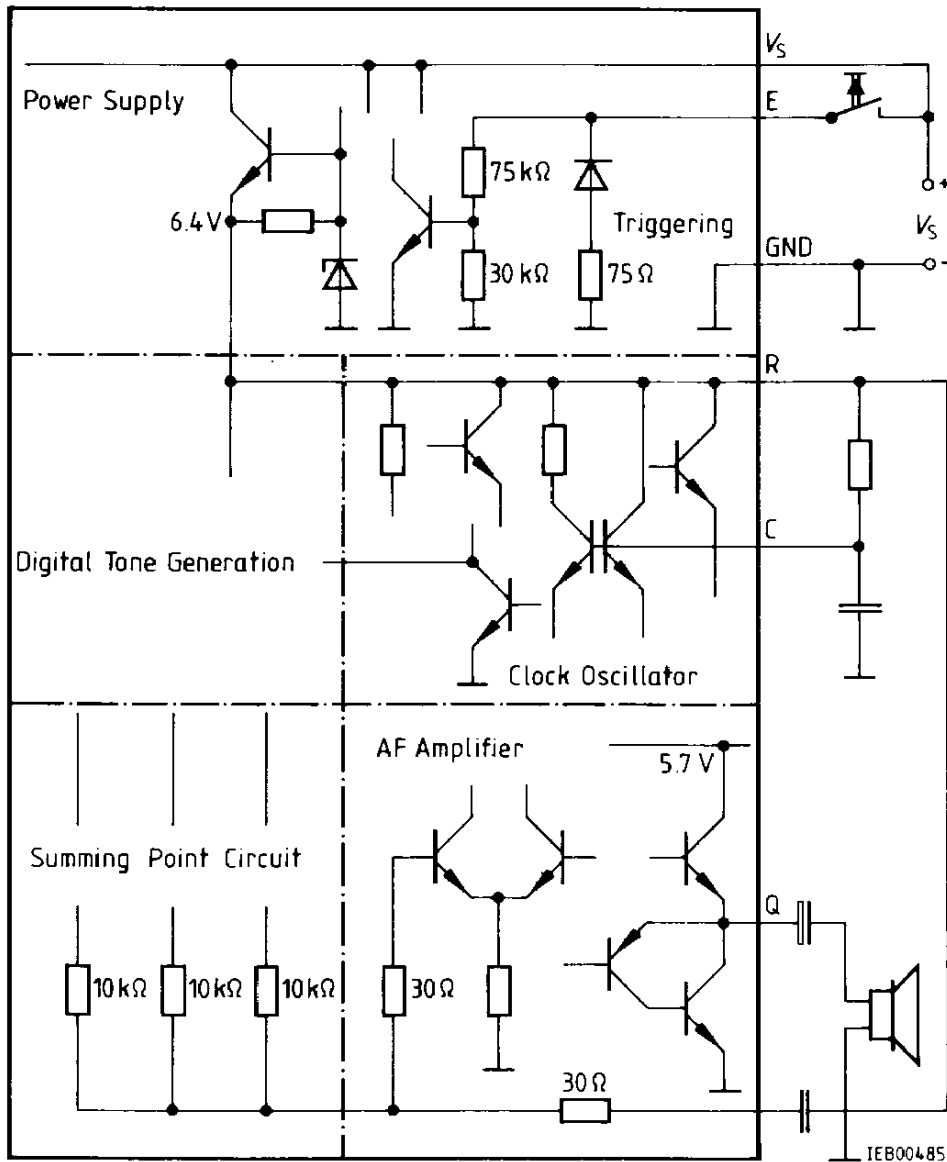 V_S
Power Supply
E
75 kΩ
+
6.4 V
Triggering
V_S
GND
30 kΩ
75 Ω
-
R
C
Digital Tone Generation
Clock Oscillator
AF Amplifier
5.7 V
Summing Point Circuit
Q
10 kΩ
10 kΩ
10 kΩ
30 Ω
30 Ω
IEB00485